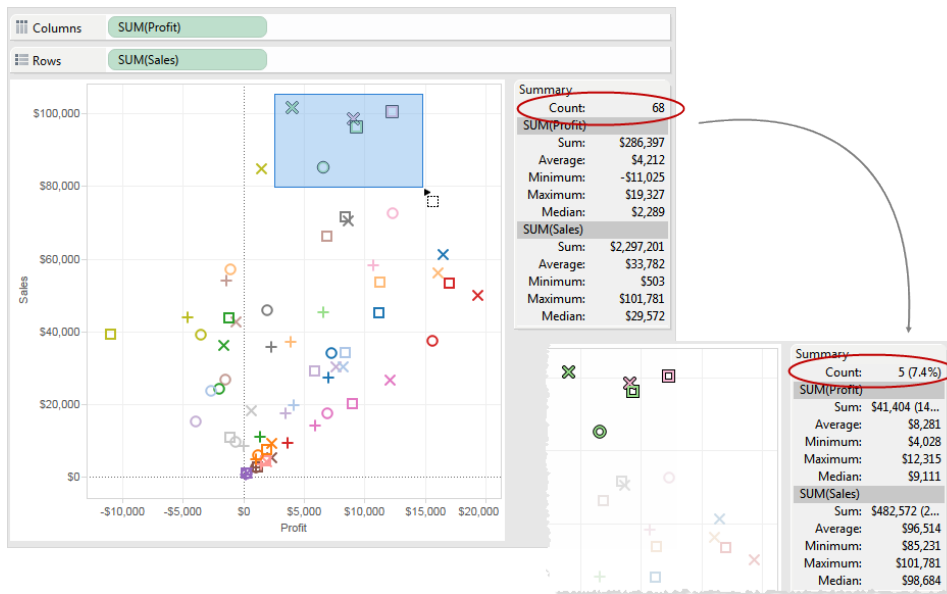 Columns SUM(Profit)
Rows SUM(Sales)
$100,000
$80,000
$60,000
$40,000
$20,000
$0
Sales
-$10,000 -$5,000 $0 $5,000 $10,000 $15,000 $20,000
Profit
Summary
Count: 68
SUM(Profit)
Sum: $286,397
Average: $4,212
Minimum: -$11,025
Maximum: $19,327
Median: $2,289
SUM(Sales)
Sum: $2,297,201
Average: $33,782
Minimum: $503
Maximum: $101,781
Median: $29,572
Summary
Count: 5 (7.4%)
SUM(Profit)
Sum: $41,404 (14...
Average: $8,281
Minimum: $4,028
Maximum: $12,315
Median: $9,111
SUM(Sales)
Sum: $482,572 (2...
Average: $96,514
Minimum: $85,231
Maximum: $101,781
Median: $98,684